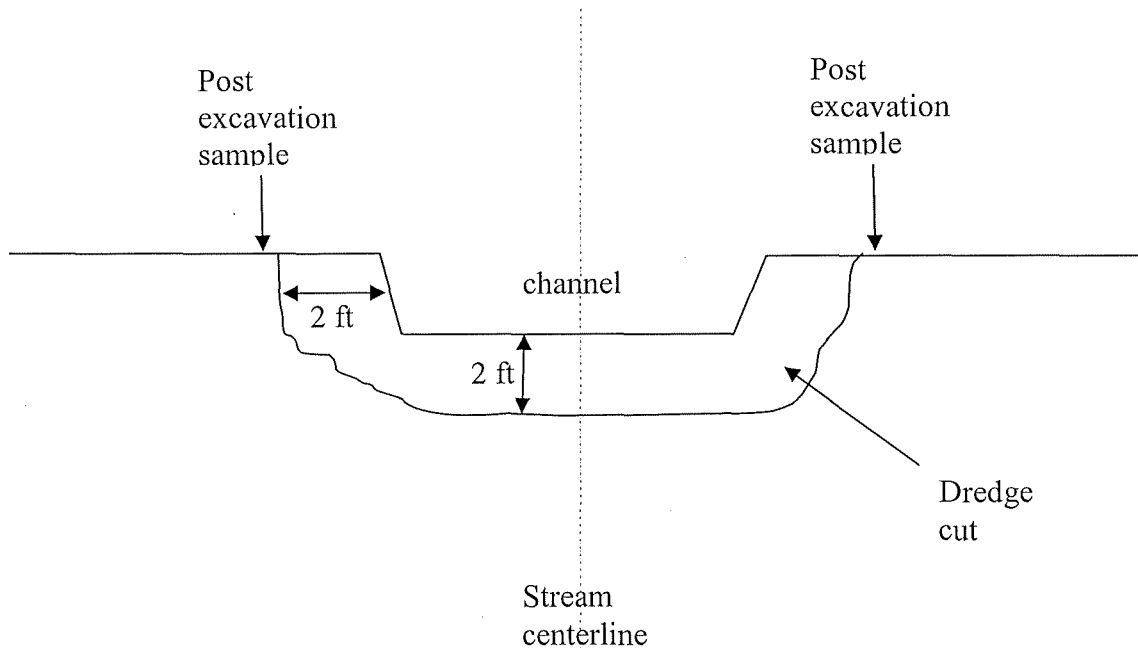 Post
excavation
sample
Post
excavation
sample
channel
2 ft
2 ft
Dredge
cut
Stream
centerline